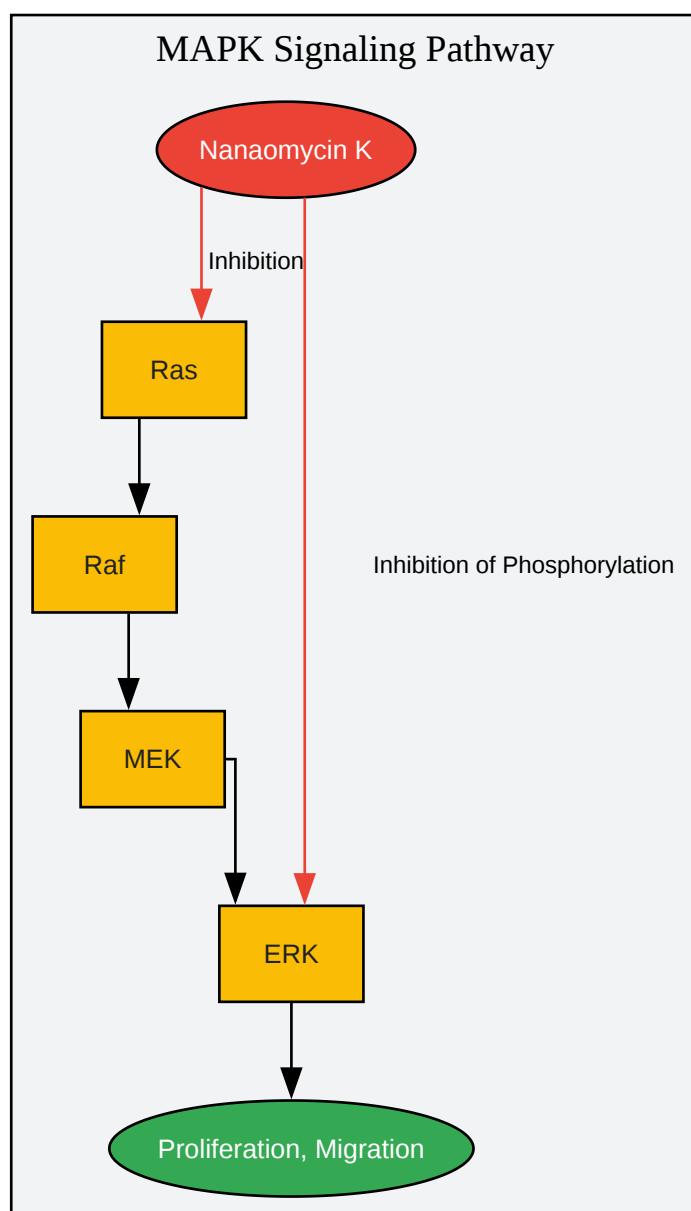 MAPK Signaling Pathway
Nanaomycin K
Inhibition
Ras
Raf
Inhibition of Phosphorylation
MEK
ERK
Proliferation, Migration